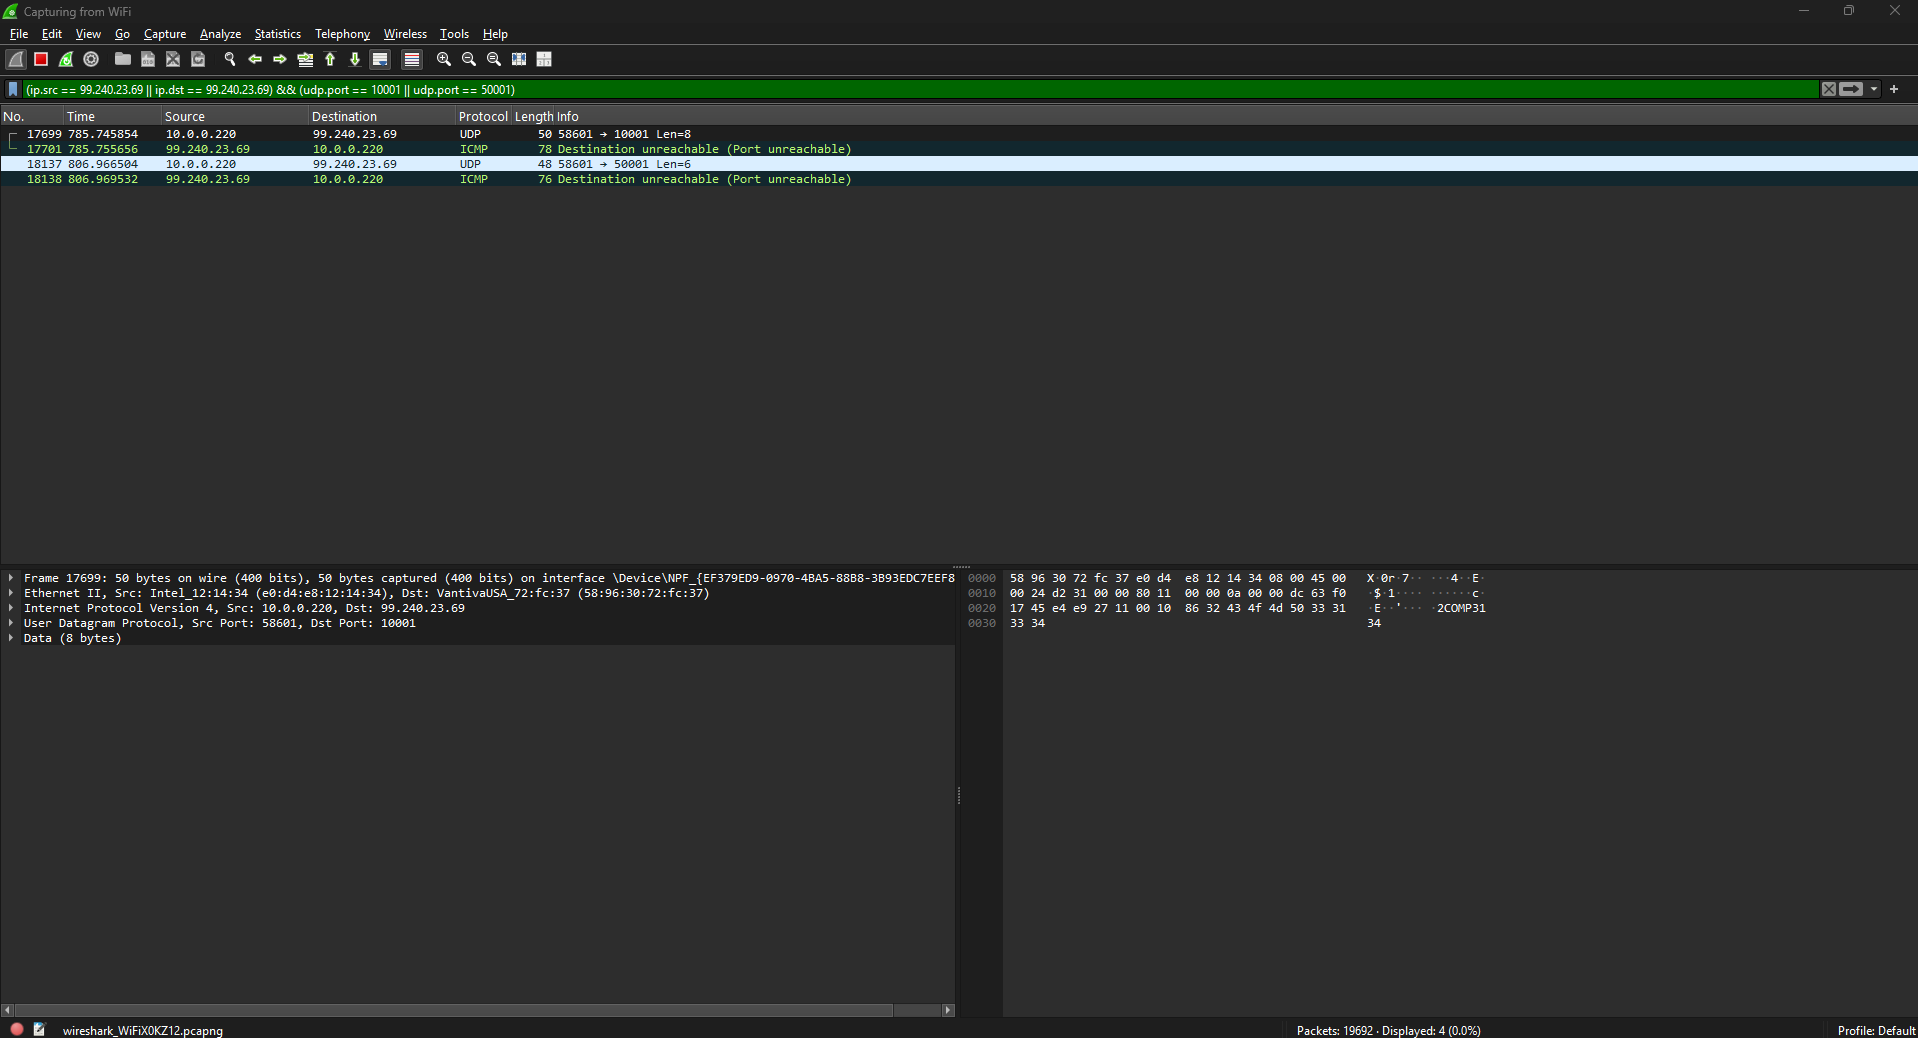 Capturing from WiFi
File Edit View Go Capture Analyze Statistics Telephony Wireless Tools Help
(ip.src == 99.240.23.69 || ip.dst == 99.240.23.69) && (udp.port == 10001 || udp.port == 50001)
No. Time Source Destination Protocol Length Info
17699 785.745854 10.0.0.220 99.240.23.69 UDP 50 58601 → 10001 Len=8
17701 785.755656 99.240.23.69 10.0.0.220 ICMP 78 Destination unreachable (Port unreachable)
18137 806.966504 10.0.0.220 99.240.23.69 UDP 48 58601 → 50001 Len=6
18138 806.969532 99.240.23.69 10.0.0.220 ICMP 76 Destination unreachable (Port unreachable)
Frame 17699: 50 bytes on wire (400 bits), 50 bytes captured (400 bits) on interface \Device\NPF_{EF379ED9-0970-4BA5-88B8-3B93EDC7EEF8
Ethernet II, Src: Intel_12:14:34 (e0:d4:e8:12:14:34), Dst: VantivaUSA_72:fc:37 (58:96:30:72:fc:37)
Internet Protocol Version 4, Src: 10.0.0.220, Dst: 99.240.23.69
User Datagram Protocol, Src Port: 58601, Dst Port: 10001
Data (8 bytes)
0000 58 96 30 72 fc 37 e0 d4 e8 12 14 34 08 00 45 00 X·0r·7·· ···4··E·
0010 00 24 d2 31 00 00 80 11 00 00 0a 00 00 dc 63 f0 ·$·1···· ······c·
0020 17 45 e4 e9 27 11 00 10 86 32 43 4f 4d 50 33 31 ·E··'··· ·2COMP31
0030 33 34 34
wireshark_WiFiX0KZ12.pcapng
Packets: 19692 · Displayed: 4 (0.0%)
Profile: Default